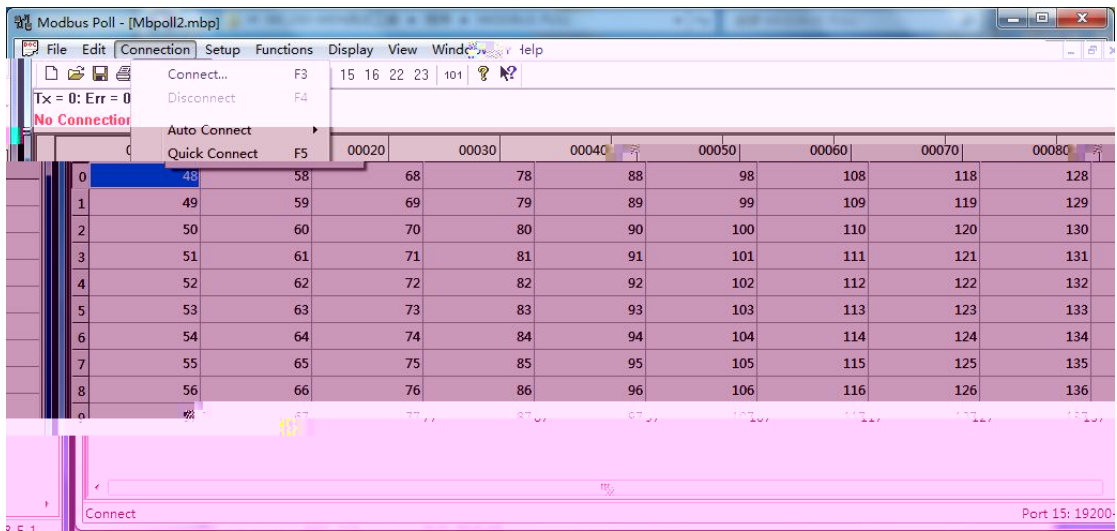 Modbus Poll - [Mbpoll2.mbp]
File Edit Connection Setup Functions Display View
Connect... F3 15 16 22 23 101
Tx = 0: Err = 0 Disconnect F4
No Connection
Auto Connect
Quick Connect F5 00020 00030 00040 00050 00060 00070 00080
0 48 58 68 78 88 98 108 118 128
1 49 59 69 79 89 99 109 119 129
2 50 60 70 80 90 100 110 120 130
3 51 61 71 81 91 101 111 121 131
4 52 62 72 82 92 102 112 122 132
5 53 63 73 83 93 103 113 123 133
6 54 64 74 84 94 104 114 124 134
7 55 65 75 85 95 105 115 125 135
8 56 66 76 86 96 106 116 126 136
Connect Port 15: 19200-